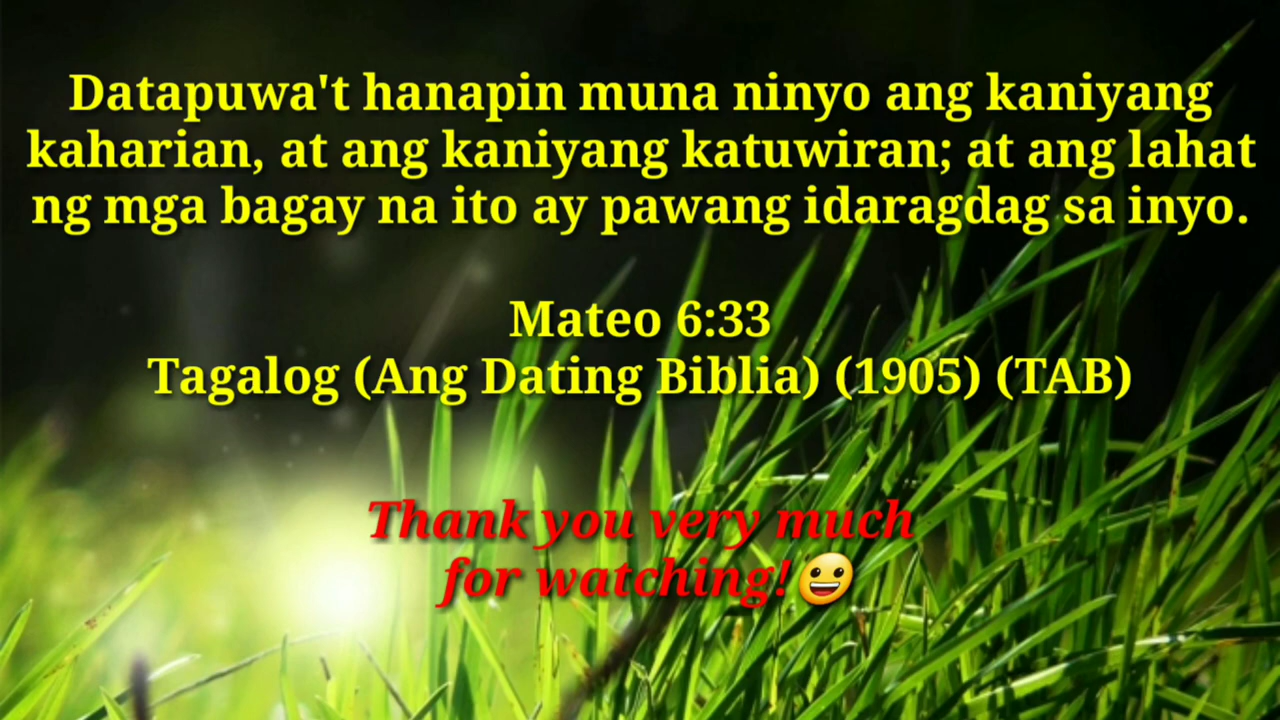 Datapuwa't hanapin muna ninyo ang kaniyang
kaharian, at ang kaniyang katuwiran; at ang lahat
ng mga bagay na ito ay pawang idaragdag sa inyo.
Mateo 6:33
Tagalog (Ang Dating Biblia) (1905) (TAB)
Thank you very much
for watching!😀